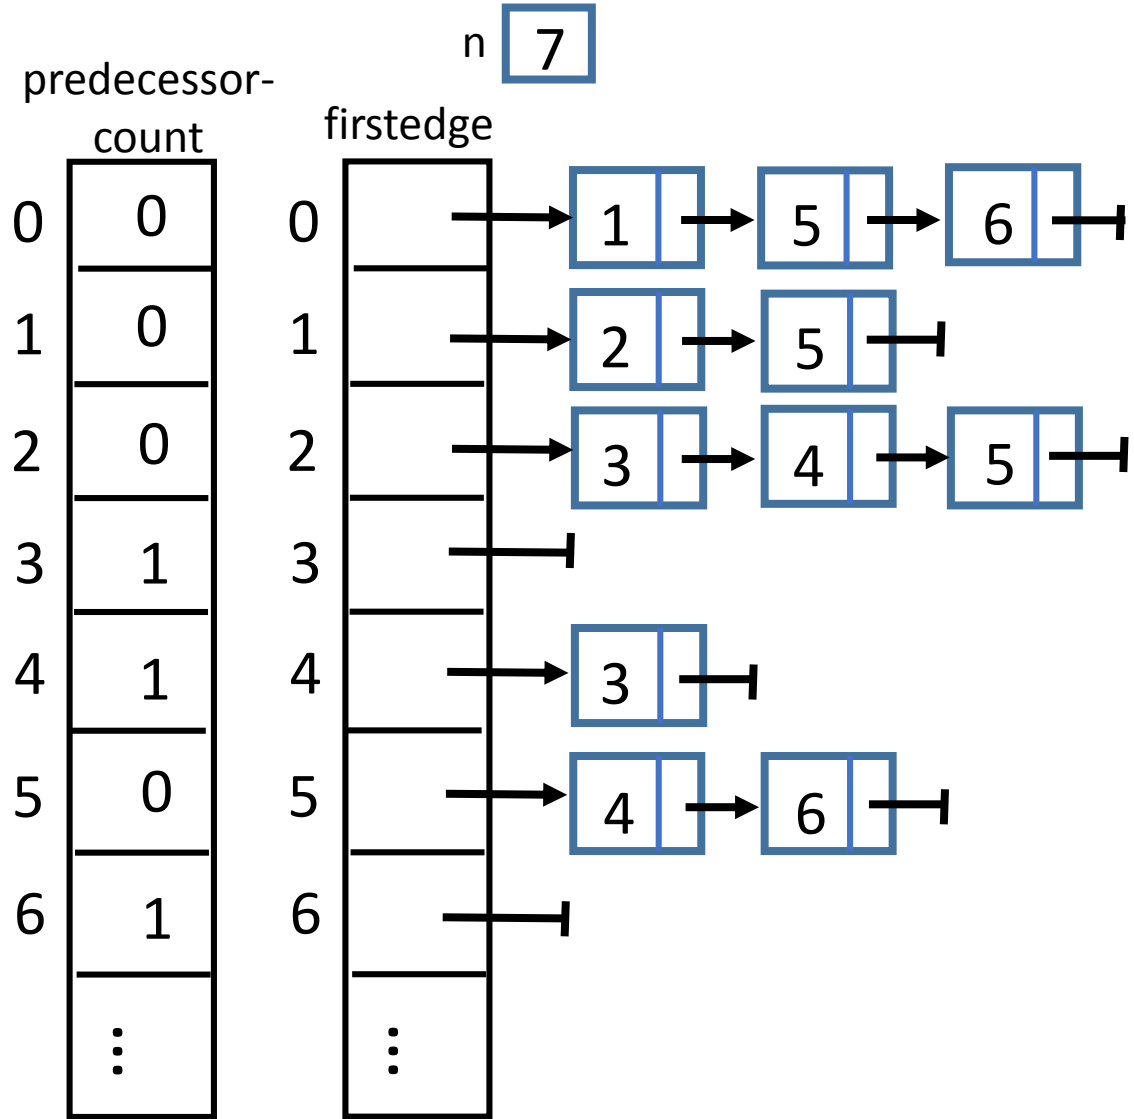 n 7
predecessor-
count
firstedge
0 0 0 1 5 6
1 0 1 2 5
2 0 2 3 4 5
3 1 3
4 1 4 3
5 0 5 4 6
6 1 6
⋮ ⋮